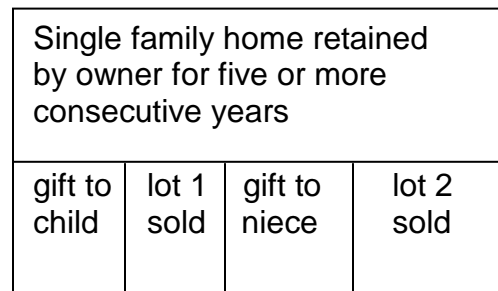 Single family home retained
by owner for five or more
consecutive years
gift to child
lot 1 sold
gift to niece
lot 2 sold